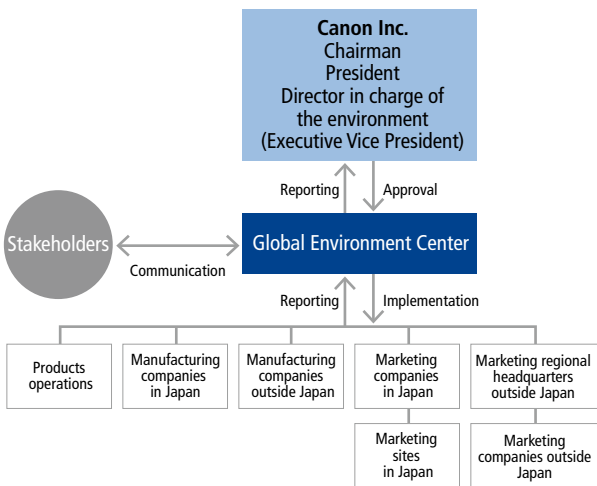 Canon Inc.
Chairman
President
Director in charge of
the environment
(Executive Vice President)
Reporting
Approval
Stakeholders
Communication
Global Environment Center
Reporting
Implementation
Products
operations
Manufacturing
companies
in Japan
Manufacturing
companies
outside Japan
Marketing
companies
in Japan
Marketing regional
headquarters
outside Japan
Marketing
sites
in Japan
Marketing
companies outside
Japan